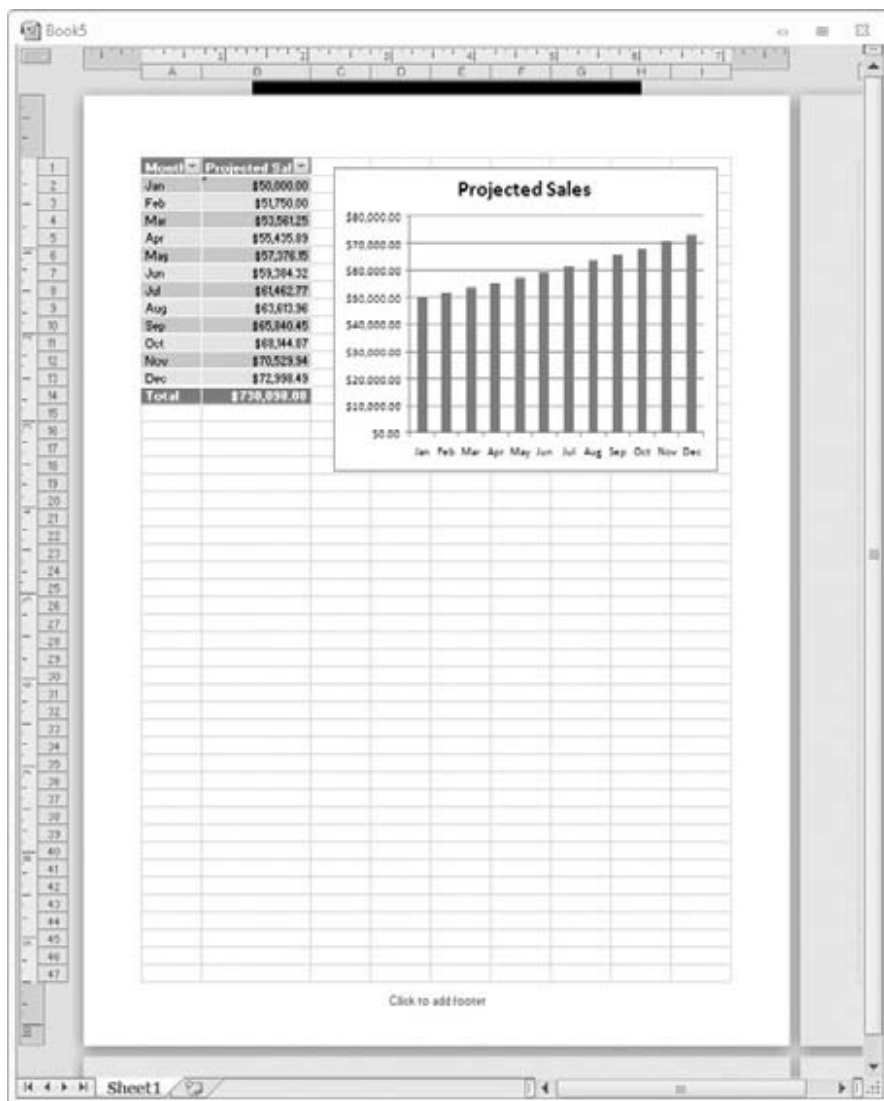 Book5
A B C D E F G H I
Month Projected Sal
Jan $50,000.00
Feb $51,750.00
Mar $53,561.25
Apr $55,435.89
May $57,376.15
Jun $59,384.32
Jul $61,462.77
Aug $63,613.96
Sep $65,840.45
Oct $68,144.87
Nov $70,529.94
Dec $72,998.49
Total $730,098.08
Projected Sales
$80,000.00
$70,000.00
$60,000.00
$50,000.00
$40,000.00
$30,000.00
$20,000.00
$10,000.00
$0.00
Jan Feb Mar Apr May Jun Jul Aug Sep Oct Nov Dec
1
2
3
4
5
6
7
8
9
10
11
12
13
14
15
16
17
18
19
20
21
22
23
24
25
26
27
28
29
30
31
32
33
34
35
36
37
38
39
40
41
42
43
44
45
46
47
Click to add footer
Sheet1